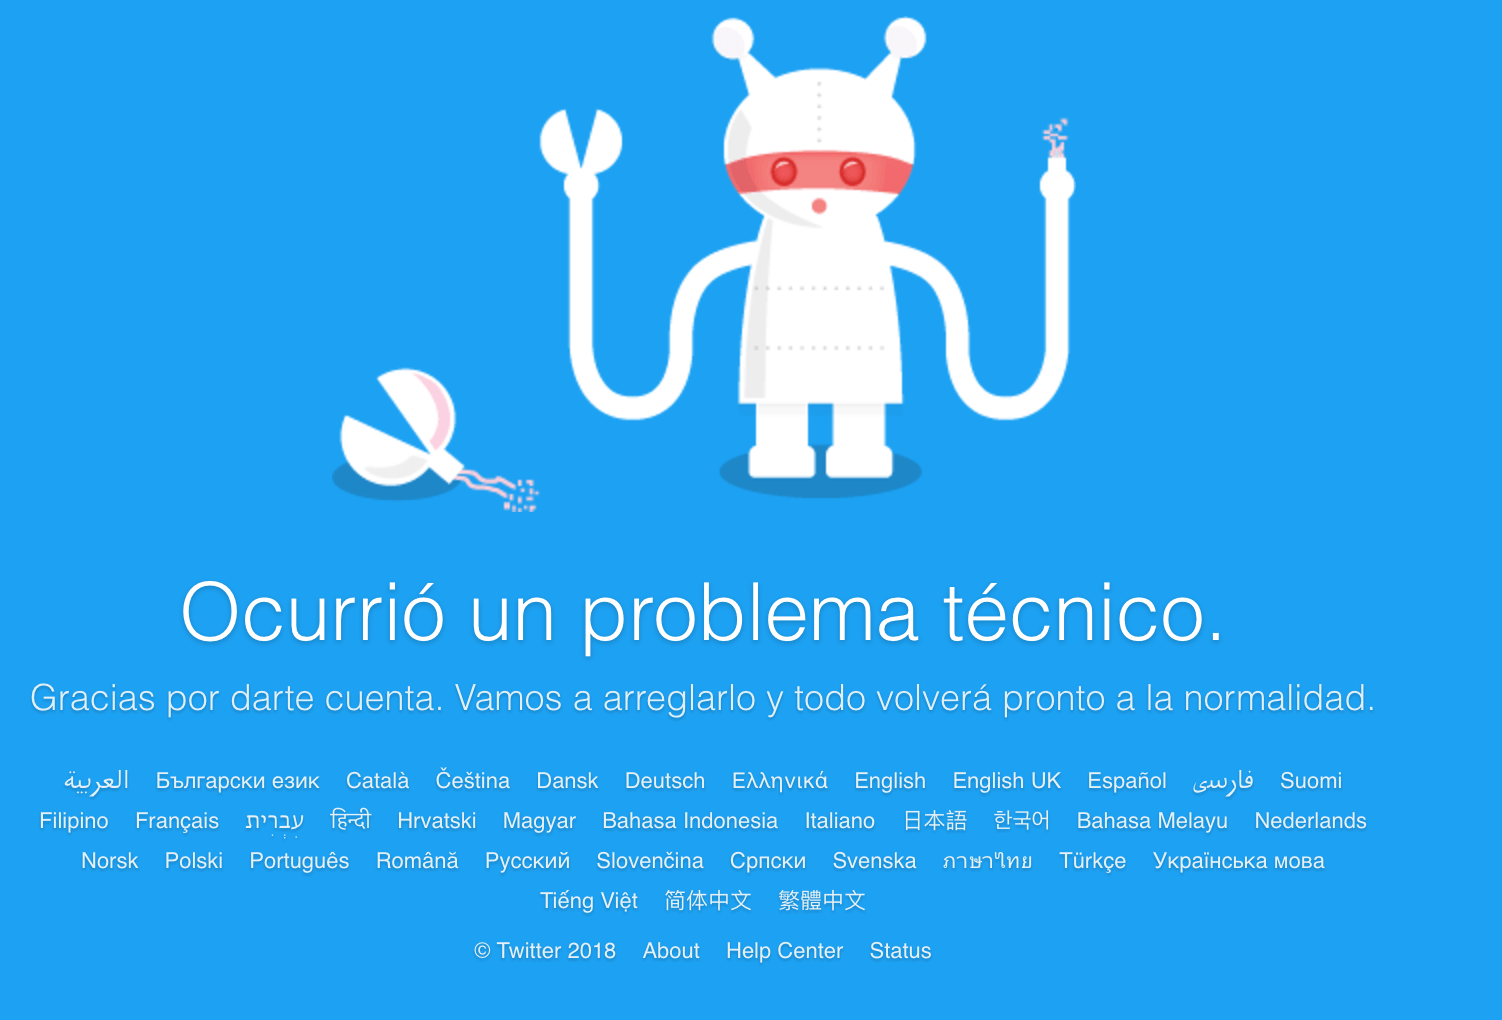 Ocurrió un problema técnico.
Gracias por darte cuenta. Vamos a arreglarlo y todo volverá pronto a la normalidad.
العربية Български език Català Čeština Dansk Deutsch Ελληνικά English English UK Español فارسی Suomi
Filipino Français עִבְרִית हिन्दी Hrvatski Magyar Bahasa Indonesia Italiano 日本語 한국어 Bahasa Melayu Nederlands
Norsk Polski Português Română Русский Slovenčina Српски Svenska ภาษาไทย Türkçe Українська мова
Tiếng Việt 简体中文 繁體中文
© Twitter 2018 About Help Center Status